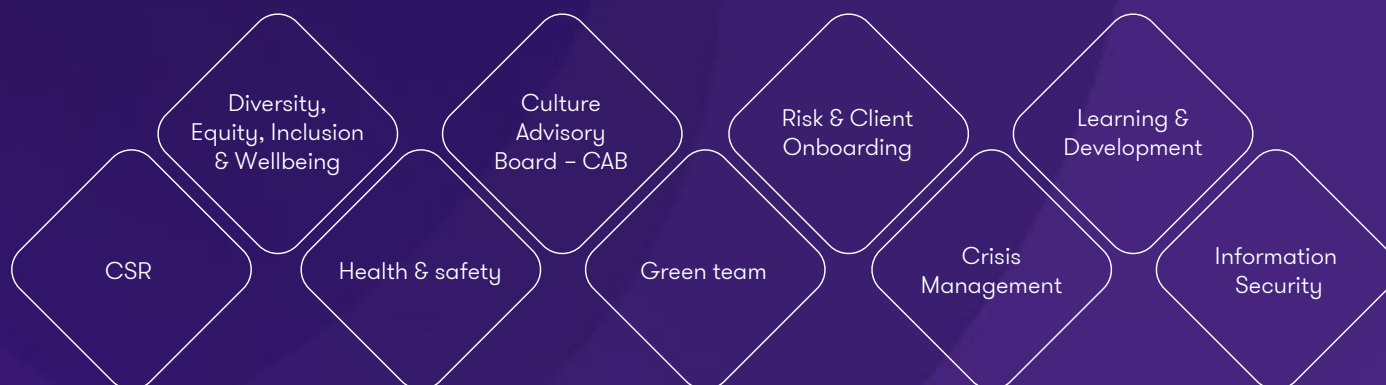 Diversity,
Equity, Inclusion
& Wellbeing
Culture
Advisory
Board – CAB
Risk & Client
Onboarding
Learning &
Development
CSR
Health & safety
Green team
Crisis
Management
Information
Security